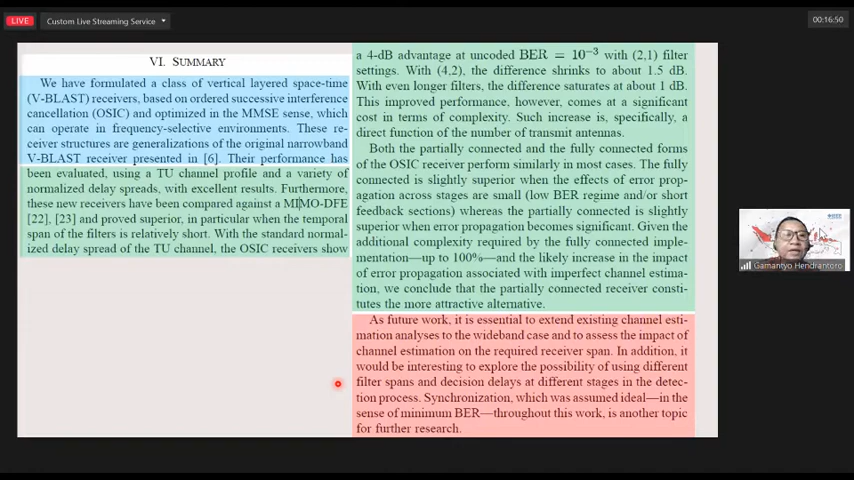 LIVE
Custom Live Streaming Service
00:16:50
VI. SUMMARY
We have formulated a class of vertical layered space-time
(V-BLAST) receivers, based on ordered successive interference
cancellation (OSIC) and optimized in the MMSE sense, which
can operate in frequency-selective environments. These re-
ceiver structures are generalizations of the original narrowband
V-BLAST receiver presented in [6]. Their performance has
been evaluated, using a TU channel profile and a variety of
normalized delay spreads, with excellent results. Furthermore,
these new receivers have been compared against a MIMO-DFE
[22], [23] and proved superior, in particular when the temporal
span of the filters is relatively short. With the standard normal-
ized delay spread of the TU channel, the OSIC receivers show
a 4-dB advantage at uncoded BER = 10⁻³ with (2,1) filter
settings. With (4,2), the difference shrinks to about 1.5 dB.
With even longer filters, the difference saturates at about 1 dB.
This improved performance, however, comes at a significant
cost in terms of complexity. Such increase is, specifically, a
direct function of the number of transmit antennas.
Both the partially connected and the fully connected forms
of the OSIC receiver perform similarly in most cases. The fully
connected is slightly superior when the effects of error prop-
agation across stages are small (low BER regime and/or short
feedback sections) whereas the partially connected is slightly
superior when error propagation becomes significant. Given the
additional complexity required by the fully connected imple-
mentation—up to 100%—and the likely increase in the impact
of error propagation associated with imperfect channel estima-
tion, we conclude that the partially connected receiver consti-
tutes the more attractive alternative.
As future work, it is essential to extend existing channel esti-
mation analyses to the wideband case and to assess the impact of
channel estimation on the required receiver span. In addition, it
would be interesting to explore the possibility of using different
filter spans and decision delays at different stages in the detec-
tion process. Synchronization, which was assumed ideal—in the
sense of minimum BER—throughout this work, is another topic
for further research.
IEEE
Gamantyo Hendrantoro